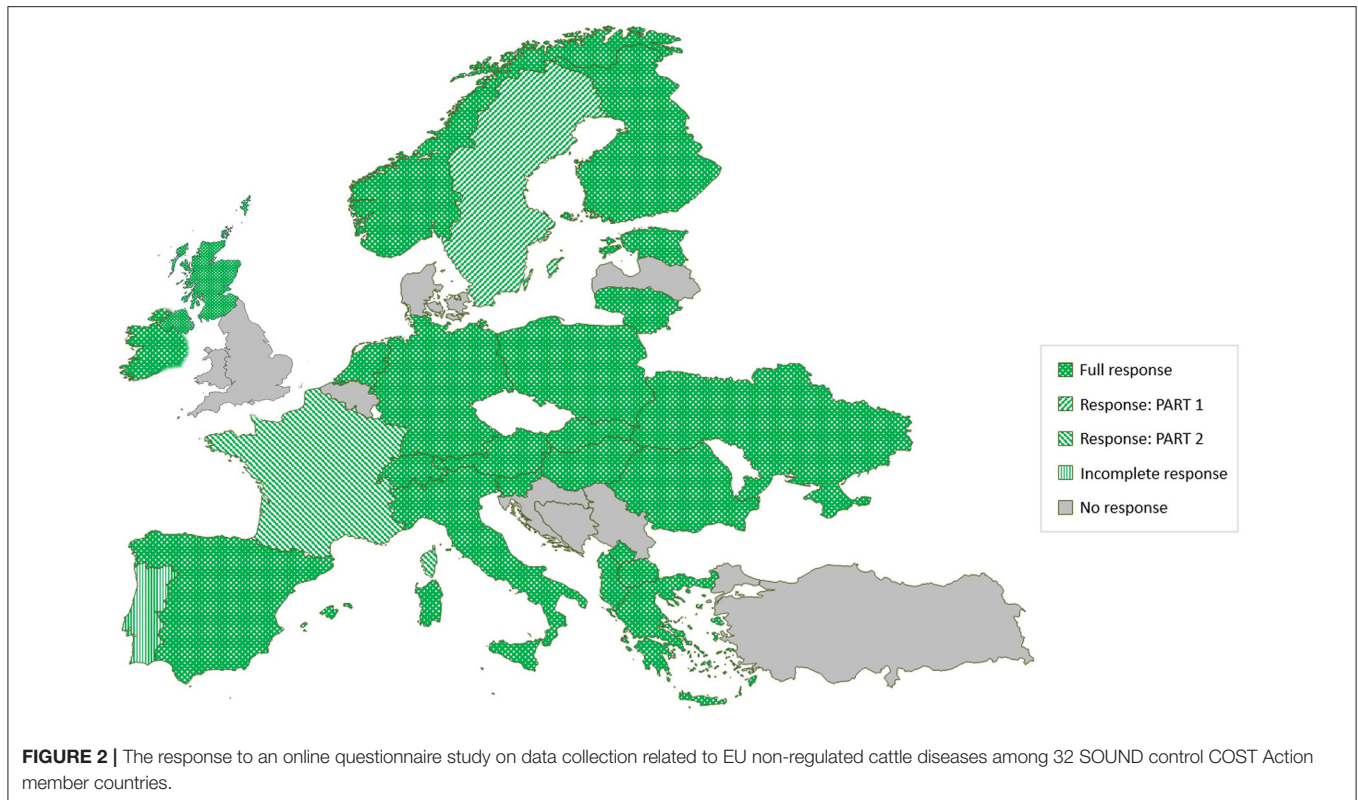 Full response
Response: PART 1
Response: PART 2
Incomplete response
No response
FIGURE 2 | The response to an online questionnaire study on data collection related to EU non-regulated cattle diseases among 32 SOUND control COST Action
member countries.